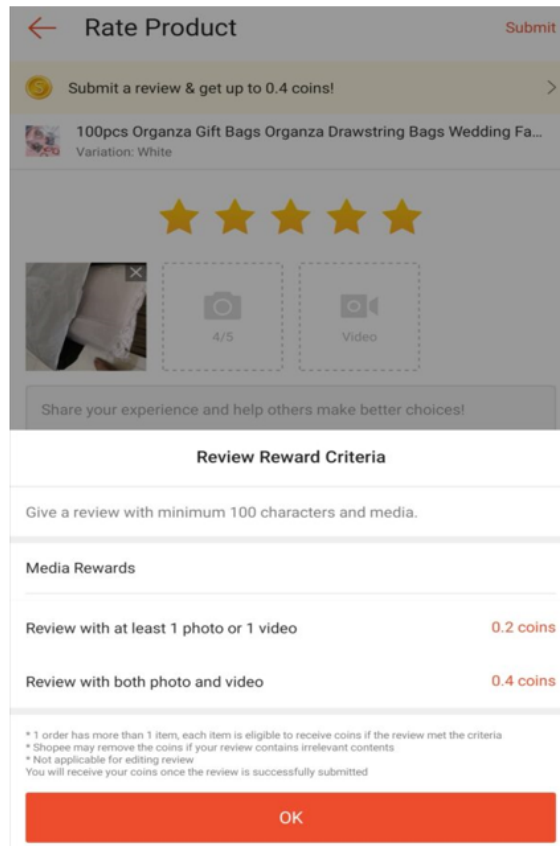 Rate Product
Submit
Submit a review & get up to 0.4 coins!
100pcs Organza Gift Bags Organza Drawstring Bags Wedding Fa...
Variation: White
4/5
Video
Share your experience and help others make better choices!
Review Reward Criteria
Give a review with minimum 100 characters and media.
Media Rewards
Review with at least 1 photo or 1 video
0.2 coins
Review with both photo and video
0.4 coins
* 1 order has more than 1 item, each item is eligible to receive coins if the review met the criteria
* Shopee may remove the coins if your review contains irrelevant contents
* Not applicable for editing review
You will receive your coins once the review is successfully submitted
OK